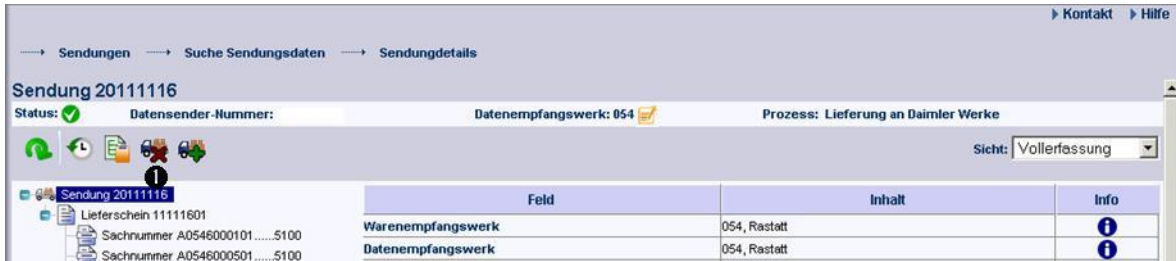 Kontakt Hilfe
Sendungen Suche Sendungsdaten Sendungdetails
Sendung 20111116
Status: Datensender-Nummer: Datenempfangswerk: 054 Prozess: Lieferung an Daimler Werke
Sicht: Vollerfassung
1
Sendung 20111116
Lieferschein 11111601
Sachnummer A0546000101......5100
Sachnummer A0546000501......5100
Feld Inhalt Info
Warenempfangswerk 054, Rastatt
Datenempfangswerk 054, Rastatt